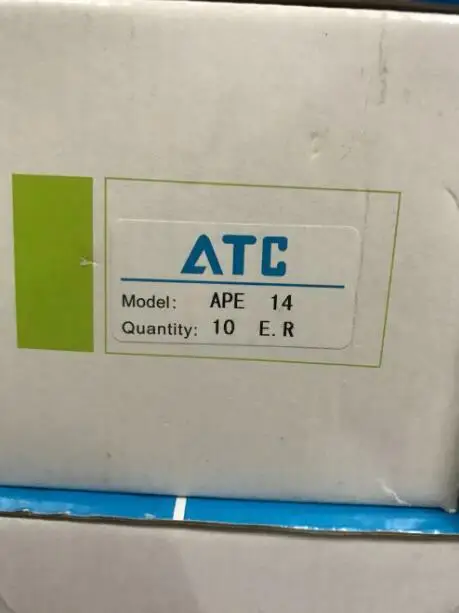 ATC
Model: APE 14
Quantity: 10 E.R